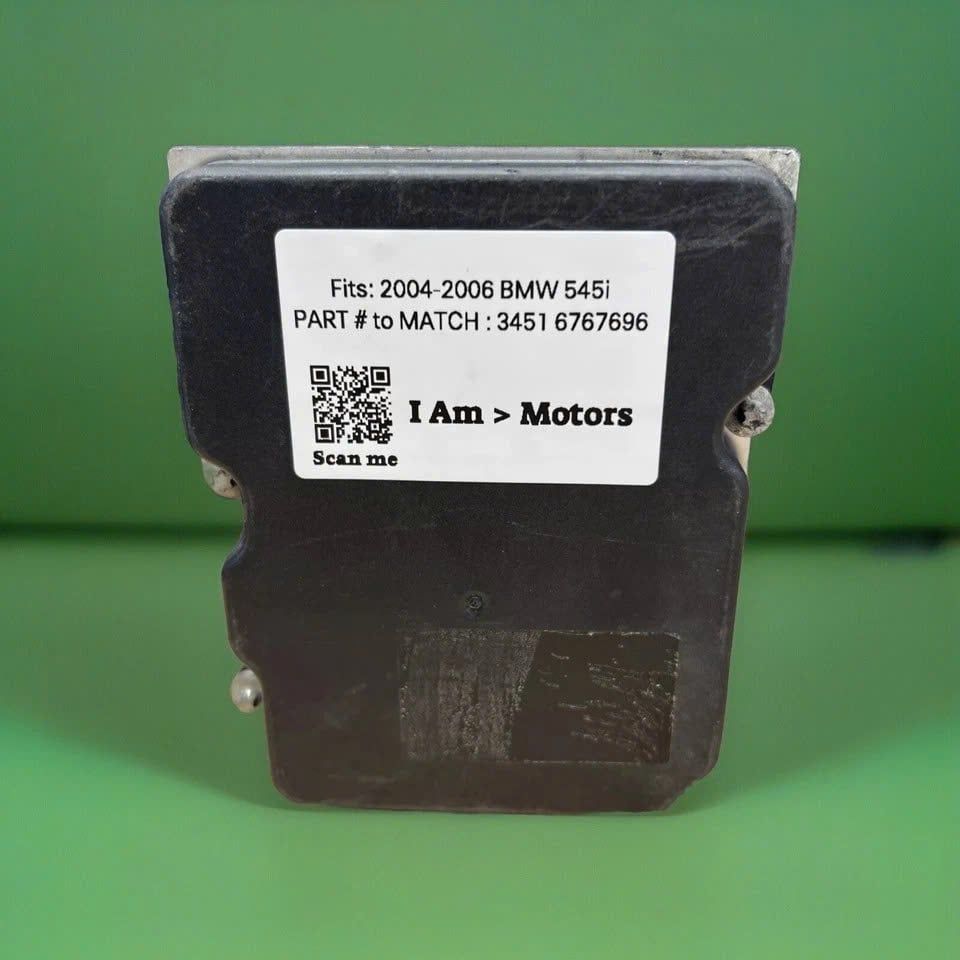 Fits: 2004-2006 BMW 545i
PART # to MATCH : 3451 6767696
I Am > Motors
Scan me